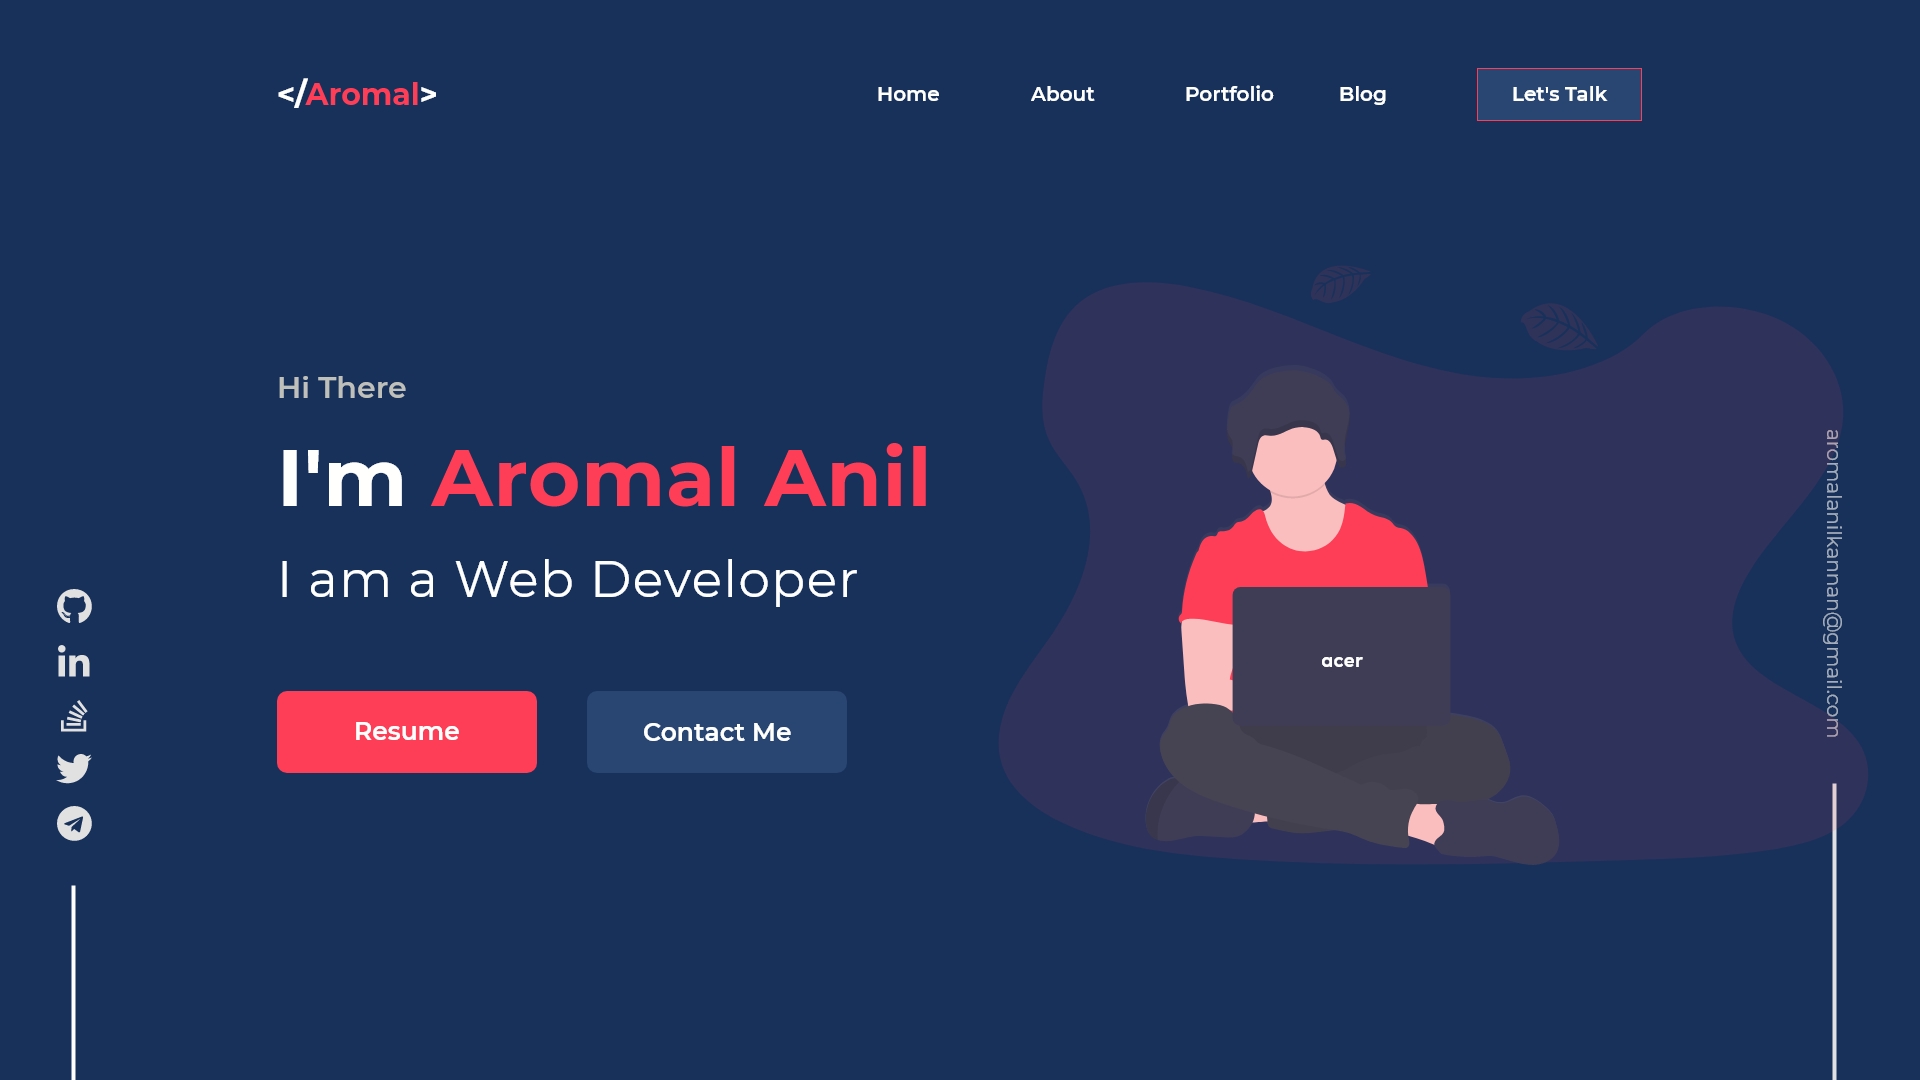 </Aromal>
Home
About
Portfolio
Blog
Let's Talk
Hi There
I'm Aromal Anil
I am a Web Developer
Resume
Contact Me
acer
aromalanilkannan@gmail.com